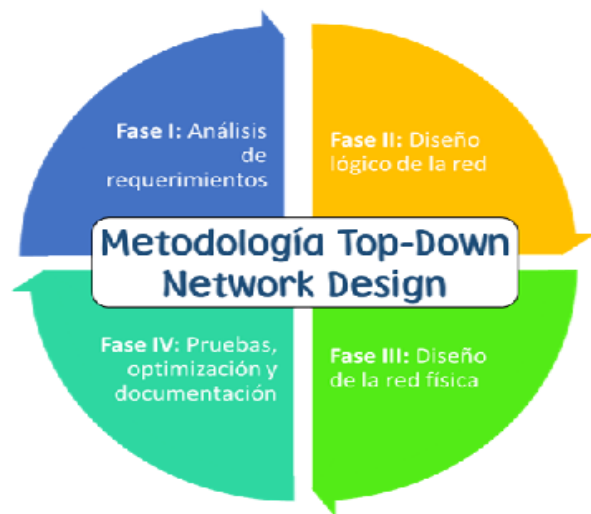 Fase I: Análisis
de
requerimientos
Fase II: Diseño
lógico de la red
Metodología Top-Down
Network Design
Fase IV: Pruebas,
optimización y
documentación
Fase III: Diseño
de la red física